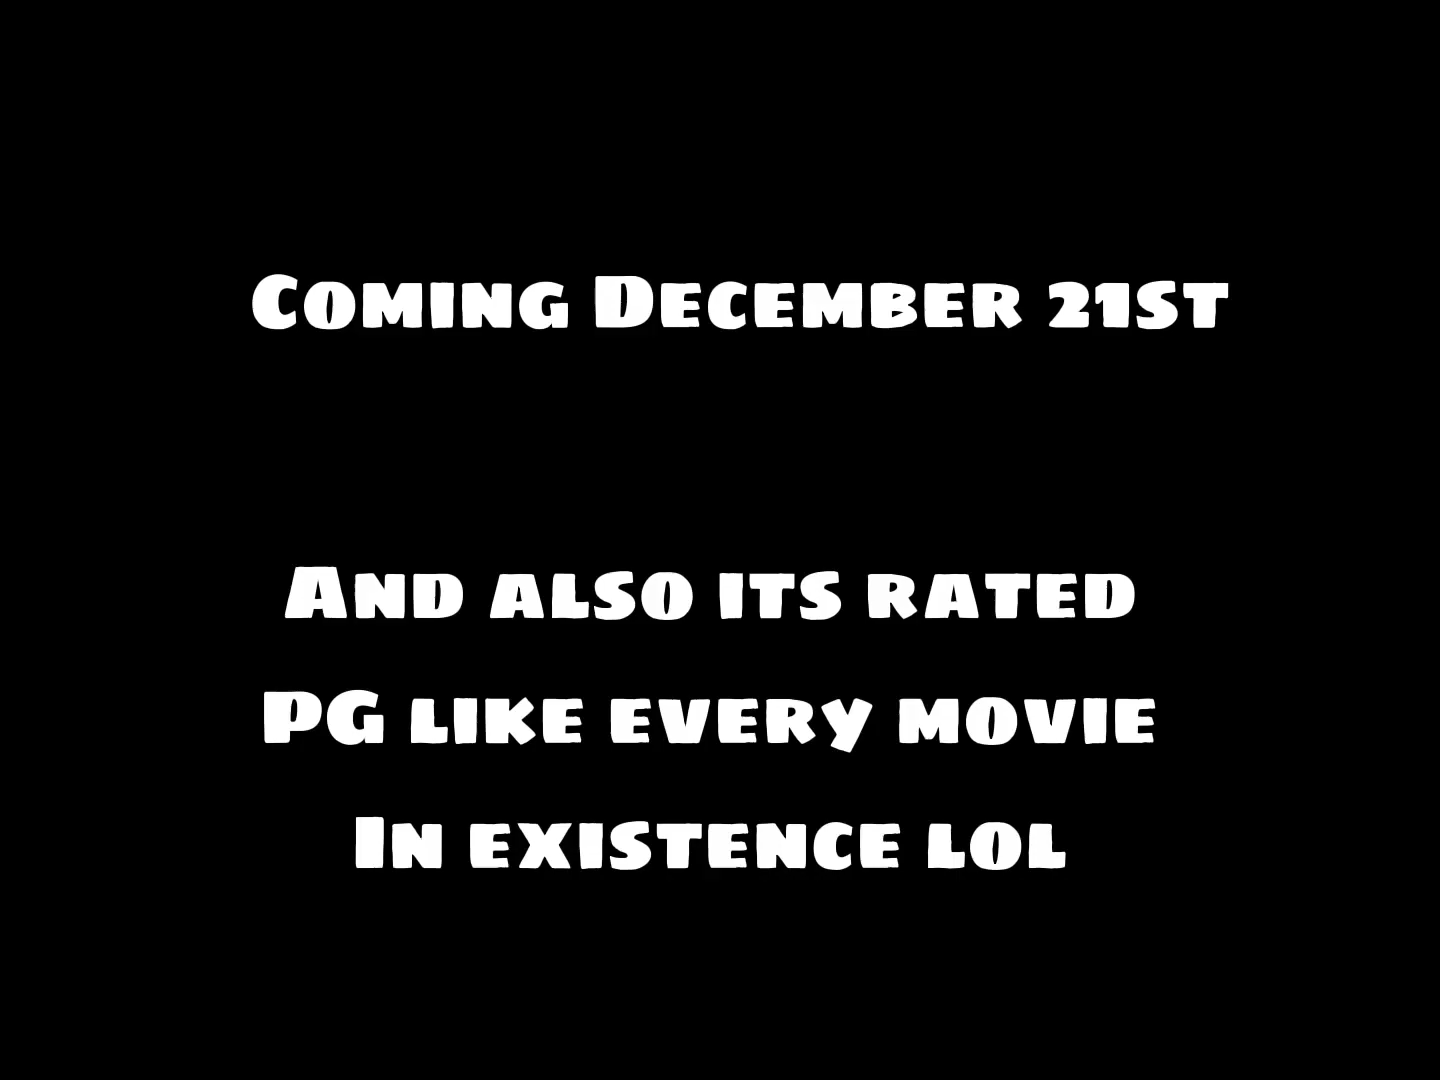 Coming December 21st
And also its rated
PG like every movie
In existence lol